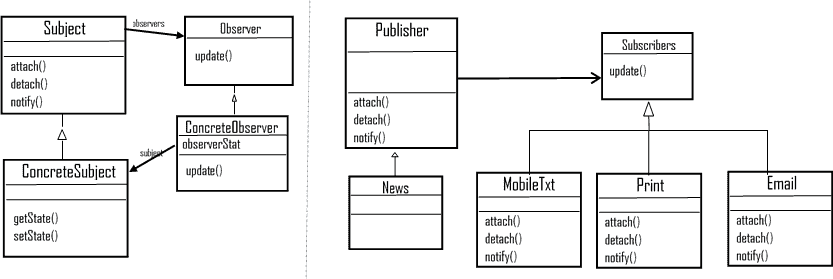 Subject
attach()
detach()
notify()
observers
Observer
update()
ConcreteSubject
getState()
setState()
subject
ConcreteObserver
observerStat
update()
Publisher
attach()
detach()
notify()
Subscribers
update()
News
MobileTxt
attach()
detach()
notify()
Print
attach()
detach()
notify()
Email
attach()
detach()
notify()